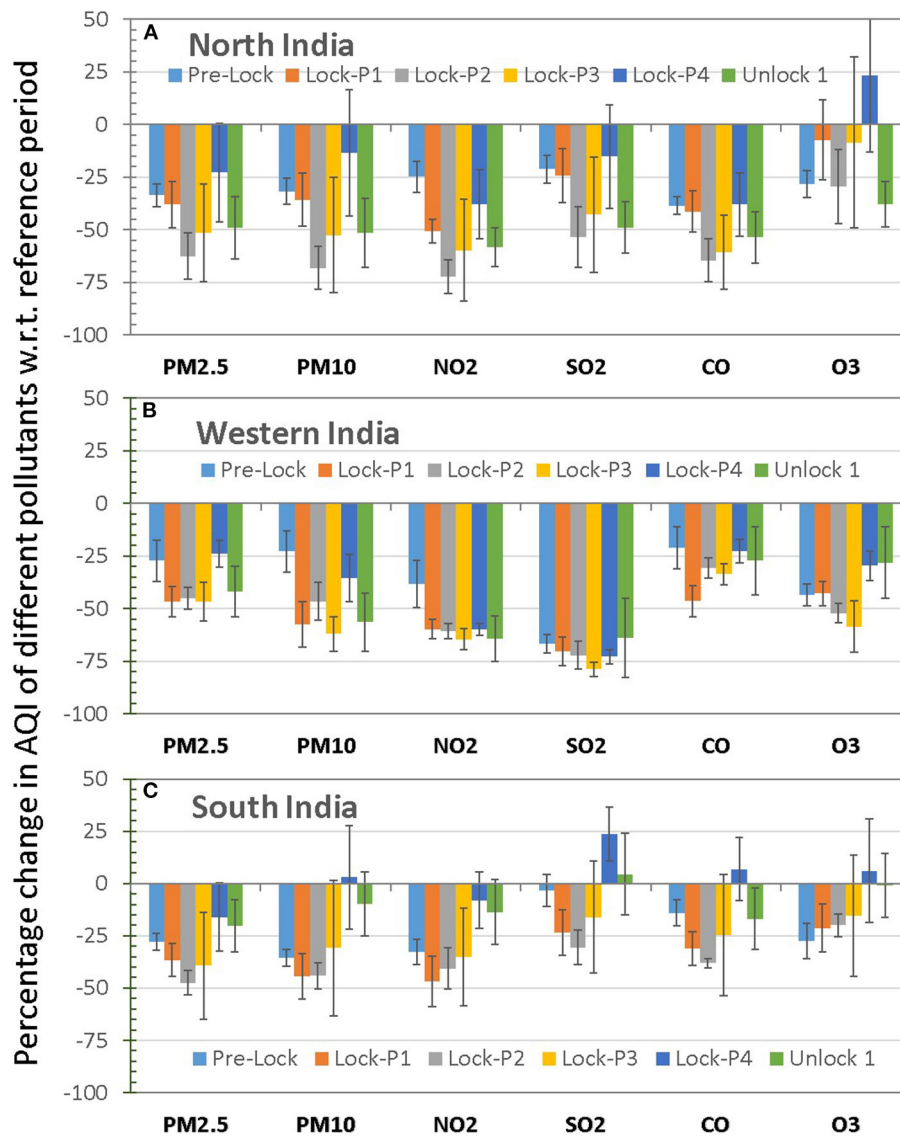 Percentage change in AQI of different pollutants w.r.t. reference period
A
North India
Pre-Lock Lock-P1 Lock-P2 Lock-P3 Lock-P4 Unlock 1
50
25
0
-25
-50
-75
-100
PM2.5 PM10 NO2 SO2 CO O3
B
Western India
Pre-Lock Lock-P1 Lock-P2 Lock-P3 Lock-P4 Unlock 1
50
25
0
-25
-50
-75
-100
PM2.5 PM10 NO2 SO2 CO O3
C
South India
50
25
0
-25
-50
-75
-100
Pre-Lock Lock-P1 Lock-P2 Lock-P3 Lock-P4 Unlock 1
PM2.5 PM10 NO2 SO2 CO O3